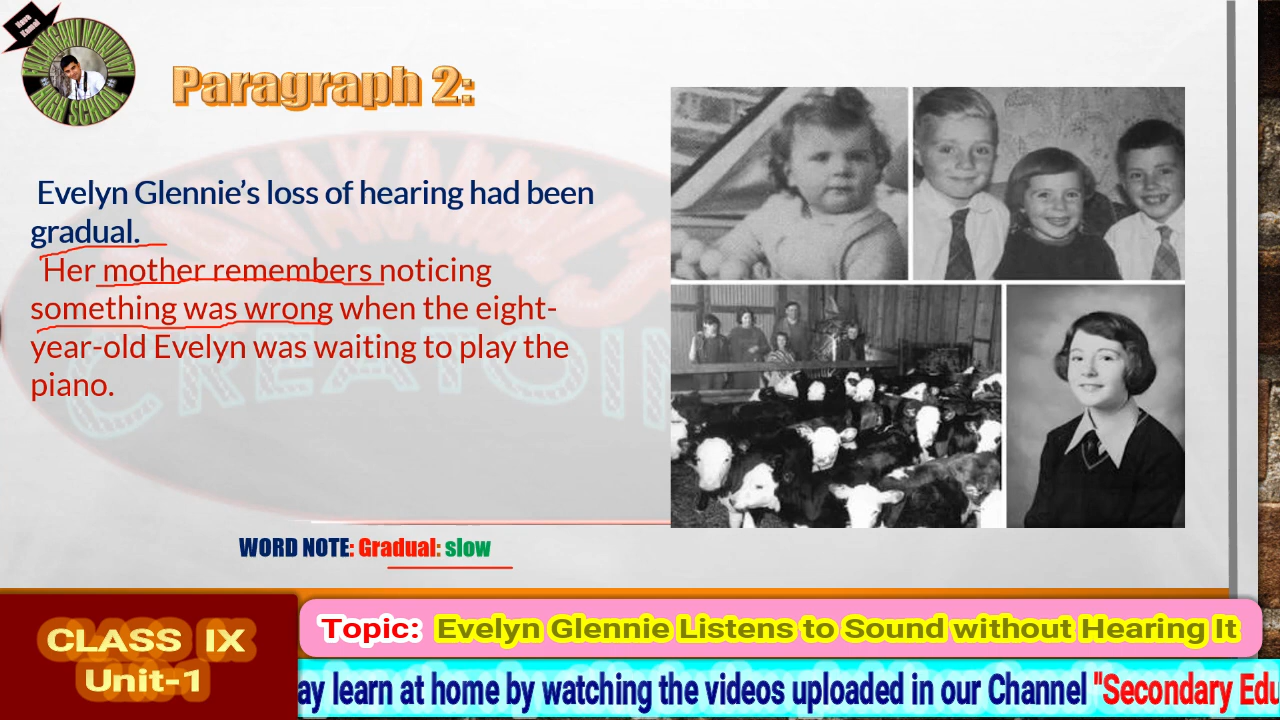 Paragraph 2:
Evelyn Glennie's loss of hearing had been
gradual.
Her mother remembers noticing
something was wrong when the eight-
year-old Evelyn was waiting to play the
piano.
WORD NOTE: Gradual: slow
CLASS IX
Unit-1
Topic: Evelyn Glennie Listens to Sound without Hearing It
ay learn at home by watching the videos uploaded in our Channel "Secondary Edu
HIGH SCHOOL